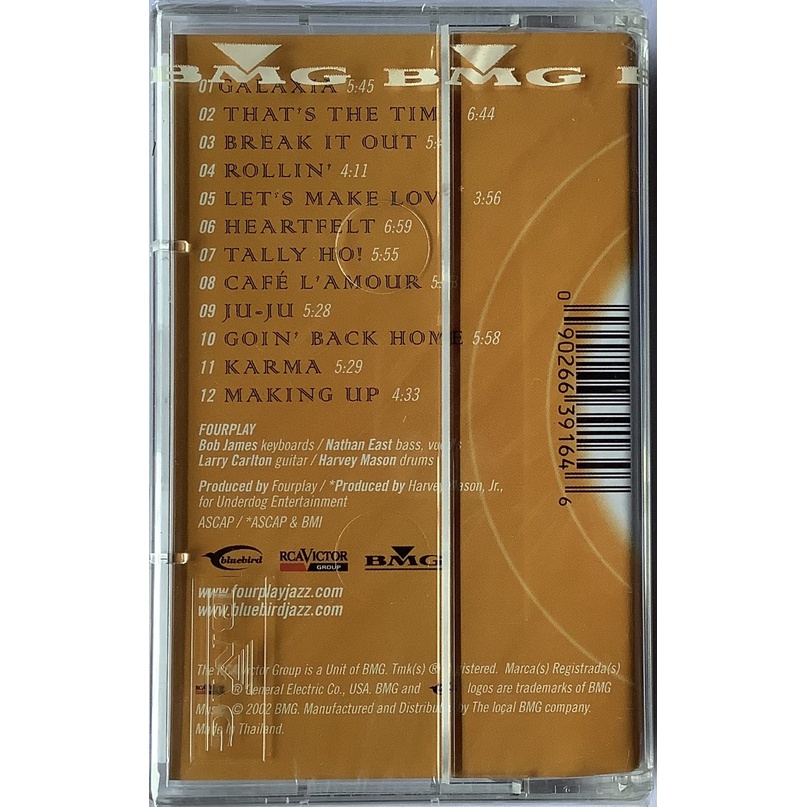 BMG BMG B
01 GALAXIA 5:45
02 THAT'S THE TIM 6:44
03 BREAK IT OUT 5:
04 ROLLIN' 4:11
05 LET'S MAKE LOV 3:56
06 HEARTFELT 6:59
07 TALLY HO! 5:55
08 CAFÉ L'AMOUR 5:
09 JU-JU 5:28
10 GOIN' BACK HOME 5:58
11 KARMA 5:29
12 MAKING UP 4:33
FOURPLAY
Bob James keyboards / Nathan East bass, vocals
Larry Carlton guitar / Harvey Mason drums
Produced by Fourplay / *Produced by Harvey Mason, Jr.,
for Underdog Entertainment
ASCAP / *ASCAP & BMI
bluebird RCA VICTOR GROUP BMG
www.fourplayjazz.com
www.bluebirdjazz.com
The RCA Victor Group is a Unit of BMG. Tmk(s) ® Registered. Marca(s) Registrada(s)
® General Electric Co., USA. BMG and logos are trademarks of BMG
Music © 2002 BMG. Manufactured and Distributed by The local BMG company.
Made in Thailand.
0 90266 39164 6